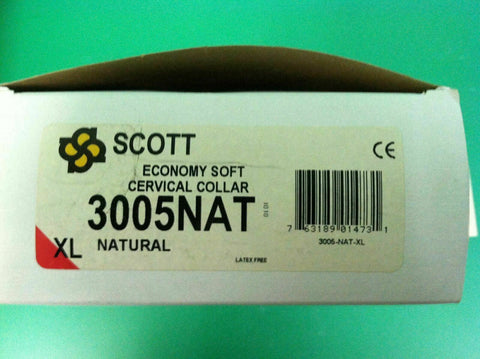 SCOTT
CE
ECONOMY SOFT
CERVICAL COLLAR
3005NAT
XL NATURAL
LATEX FREE
7 63189 01473 1
3005-NAT-XL